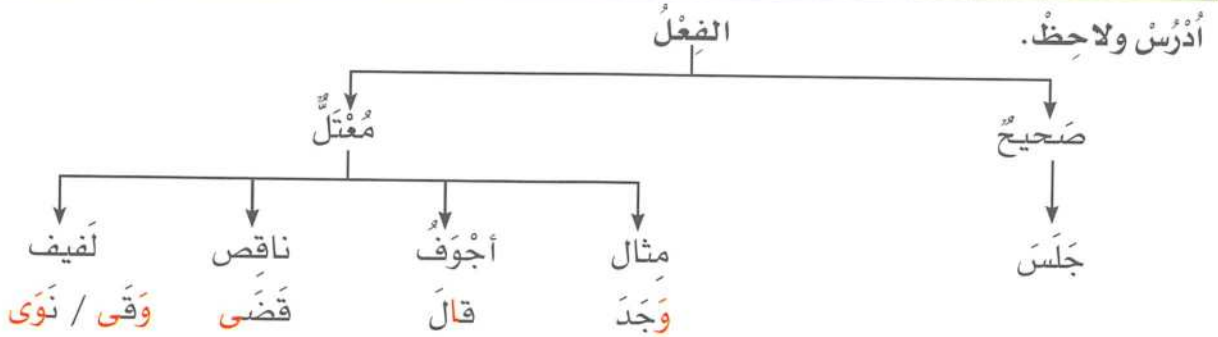 أُدْرُسْ ولاحِظْ.
الفِعْلُ
صَحيحٌ
مُعْتَلٌّ
مِثال
أجْوَفُ
ناقِص
لَفيف
جَلَسَ
وَجَدَ
قالَ
قَضَى
وَقَى / نَوَى